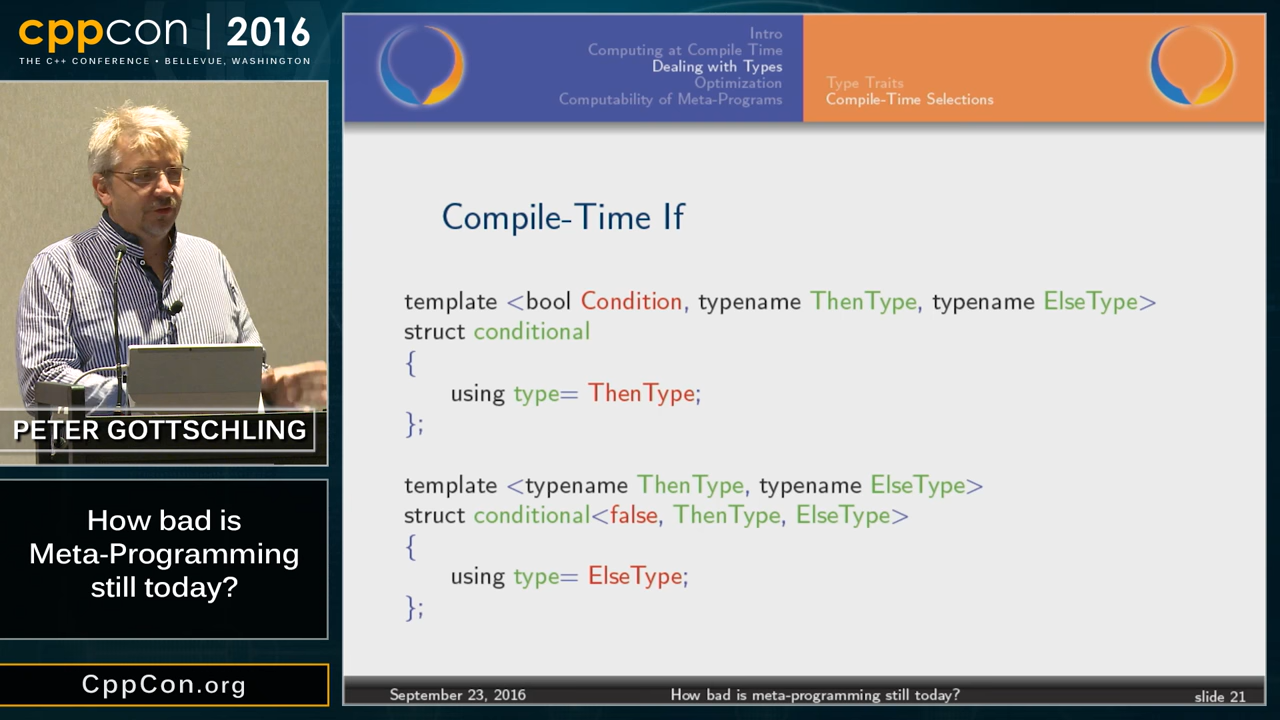 cppcon | 2016
THE C++ CONFERENCE • BELLEVUE, WASHINGTON
PETER GOTTSCHLING
How bad is
Meta-Programming
still today?
CppCon.org
Intro
Computing at Compile Time
Dealing with Types
Optimization
Computability of Meta-Programs
Type Traits
Compile-Time Selections
Compile-Time If
template <bool Condition, typename ThenType, typename ElseType>
struct conditional
{
using type= ThenType;
};
template <typename ThenType, typename ElseType>
struct conditional<false, ThenType, ElseType>
{
using type= ElseType;
};
September 23, 2016
How bad is meta-programming still today?
slide 21